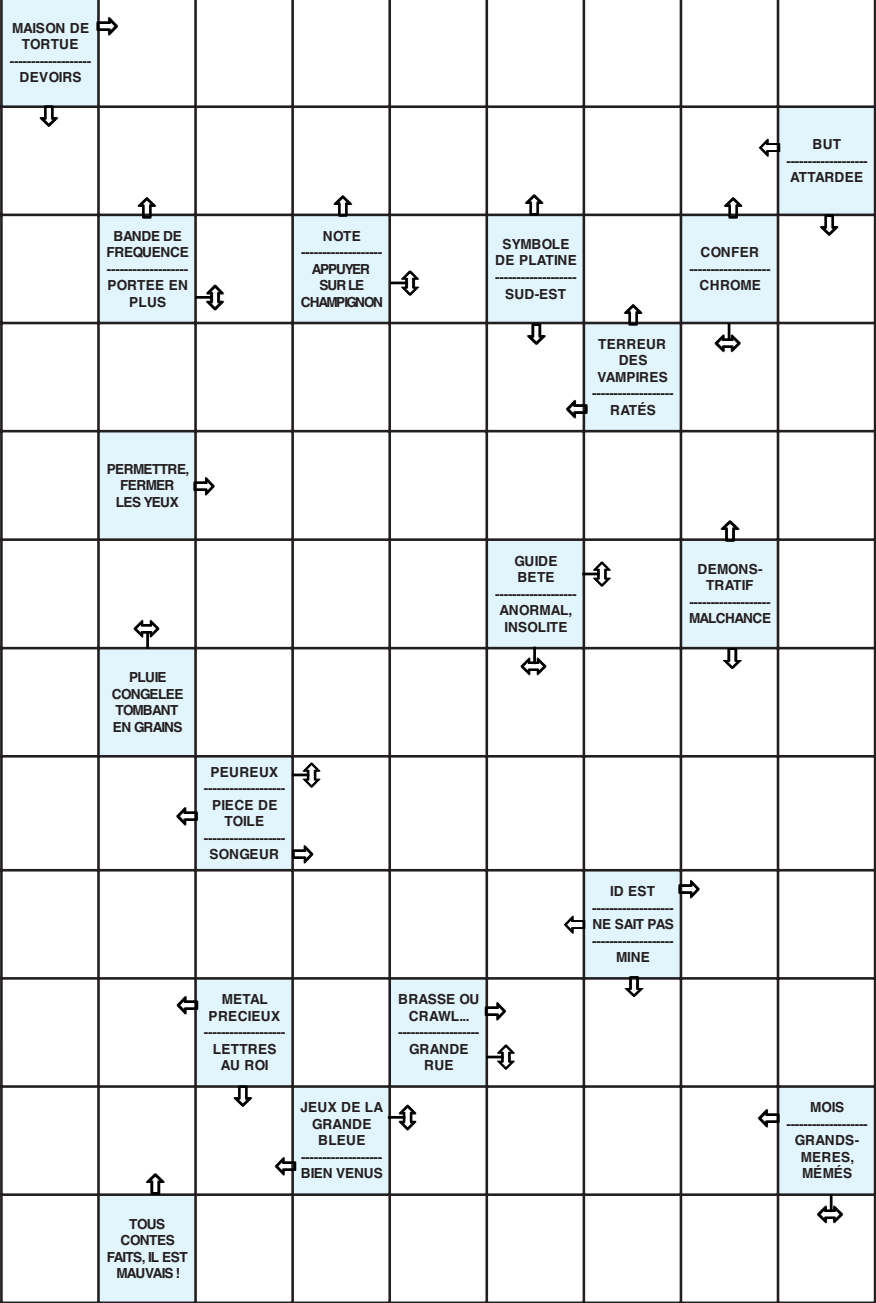 MAISON DE
TORTUE
DEVOIRS
BUT
ATTARDEE
BANDE DE
FREQUENCE
PORTEE EN
PLUS
NOTE
APPUYER
SUR LE
CHAMPIGNON
SYMBOLE
DE PLATINE
SUD-EST
CONFER
CHROME
TERREUR
DES
VAMPIRES
RATÉS
PERMETTRE,
FERMER
LES YEUX
GUIDE
BETE
ANORMAL,
INSOLITE
DEMONS-
TRATIF
MALCHANCE
PLUIE
CONGELEE
TOMBANT
EN GRAINS
PEUREUX
PIECE DE
TOILE
SONGEUR
ID EST
NE SAIT PAS
MINE
METAL
PRECIEUX
LETTRES
AU ROI
BRASSE OU
CRAWL...
GRANDE
RUE
JEUX DE LA
GRANDE
BLEUE
BIEN VENUS
MOIS
GRANDS-
MERES,
MÉMÉS
TOUS
CONTES
FAITS, IL EST
MAUVAIS !